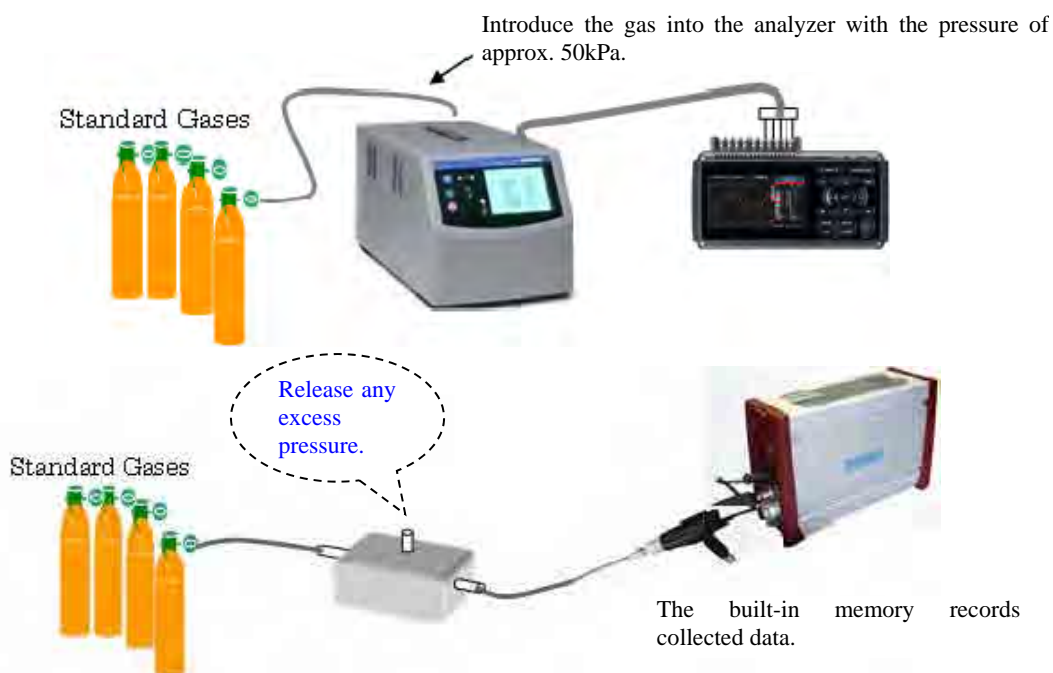 Introduce the gas into the analyzer with the pressure of
approx. 50kPa.
Standard Gases
Release any
excess
pressure.
Standard Gases
The built-in memory records
collected data.